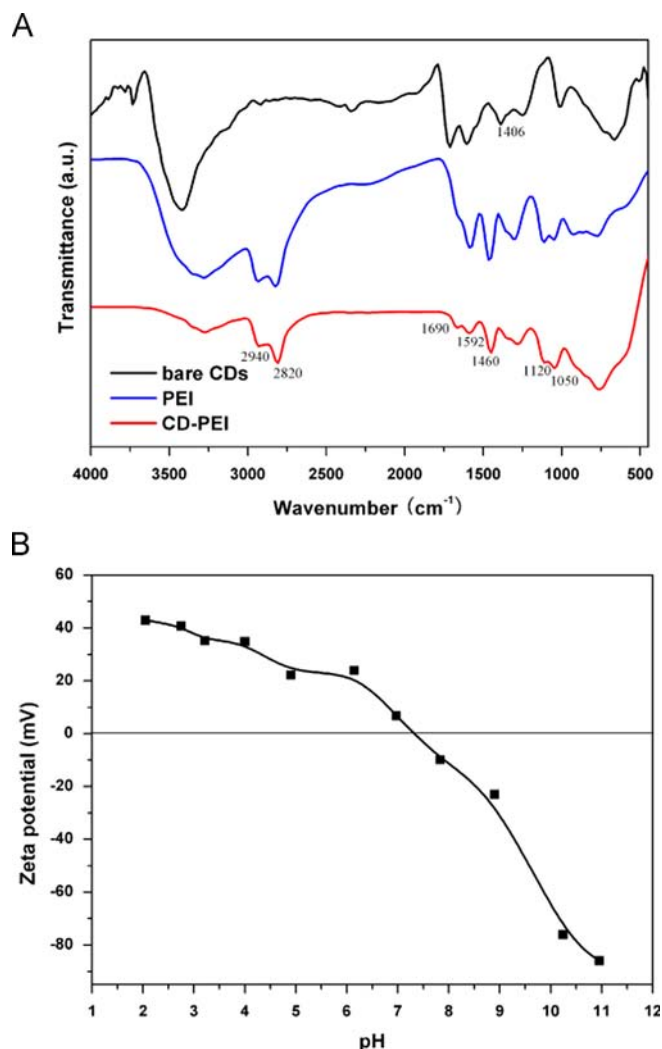 A
Transmittance (a.u.)
1406
1690
1592
2940
2820
1460
1120
1050
bare CDs
PEI
CD-PEI
4000 3500 3000 2500 2000 1500 1000 500
Wavenumber (cm⁻¹)
B
Zeta potential (mV)
60
40
20
0
-20
-40
-60
-80
1 2 3 4 5 6 7 8 9 10 11 12
pH